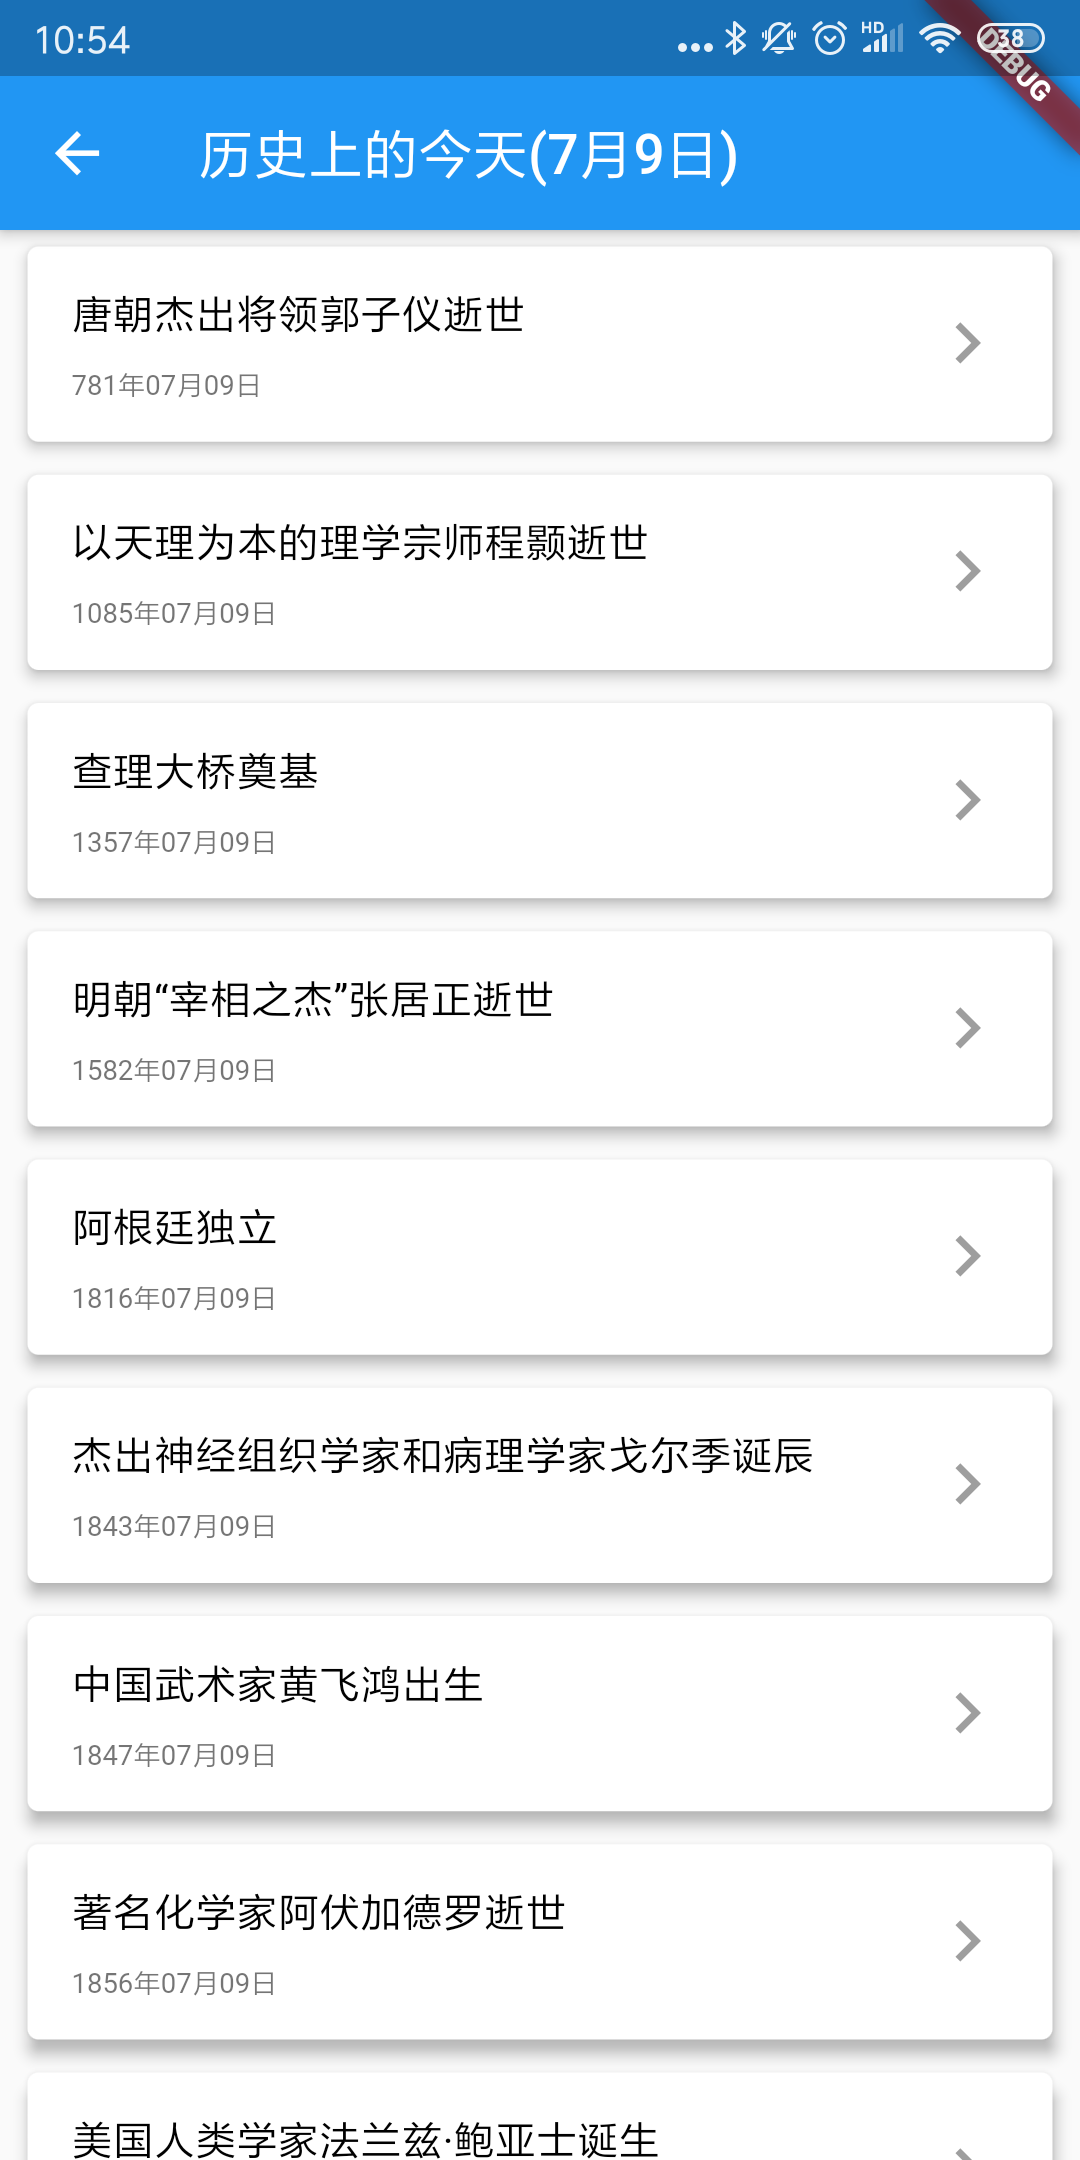 10:54
HD
38
DEBUG
历史上的今天(7月9日)
唐朝杰出将领郭子仪逝世
781年07月09日
以天理为本的理学宗师程颢逝世
1085年07月09日
查理大桥奠基
1357年07月09日
明朝“宰相之杰”张居正逝世
1582年07月09日
阿根廷独立
1816年07月09日
杰出神经组织学家和病理学家戈尔季诞辰
1843年07月09日
中国武术家黄飞鸿出生
1847年07月09日
著名化学家阿伏加德罗逝世
1856年07月09日
美国人类学家法兰兹·鲍亚士诞生